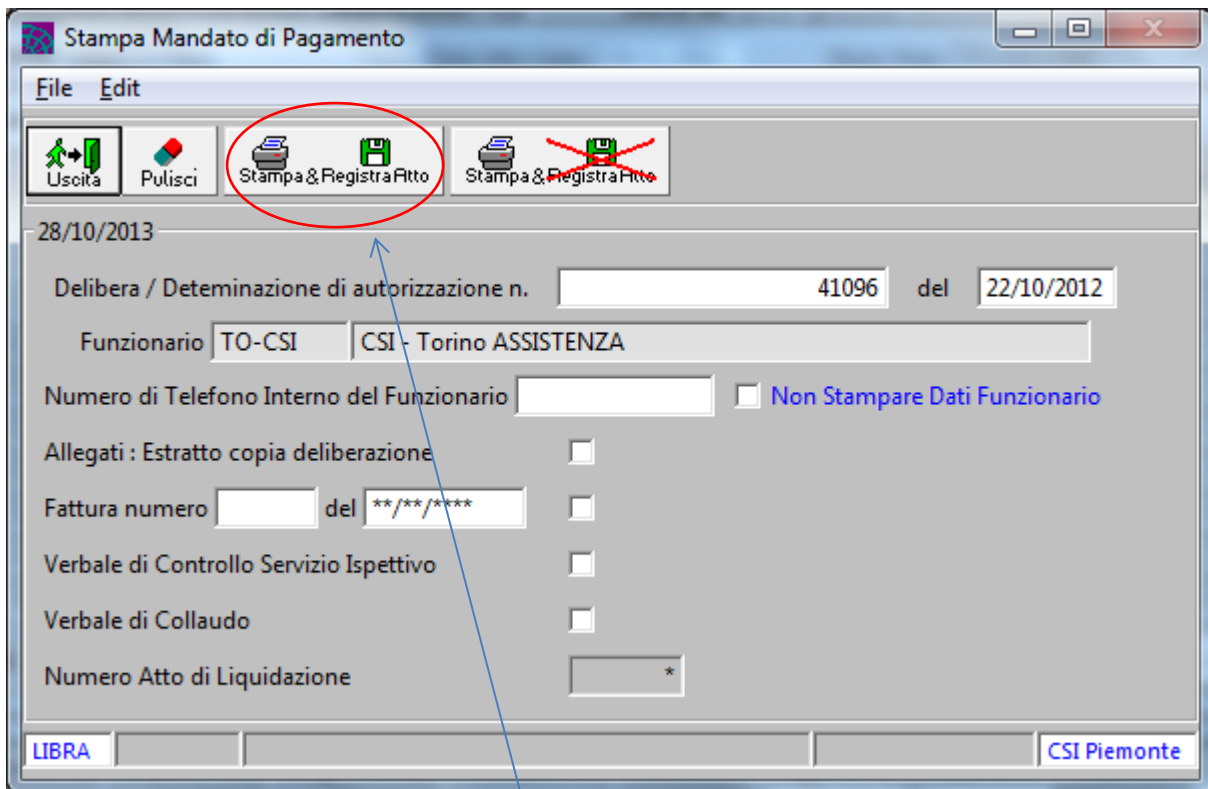 Stampa Mandato di Pagamento
File Edit
Uscita Pulisci Stampa & Registra Atto Stampa & Registra Atto
28/10/2013
Delibera / Deteminazione di autorizzazione n. 41096 del 22/10/2012
Funzionario TO-CSI CSI - Torino ASSISTENZA
Numero di Telefono Interno del Funzionario Non Stampare Dati Funzionario
Allegati : Estratto copia deliberazione
Fattura numero del **/**/****
Verbale di Controllo Servizio Ispettivo
Verbale di Collaudo
Numero Atto di Liquidazione *
LIBRA CSI Piemonte